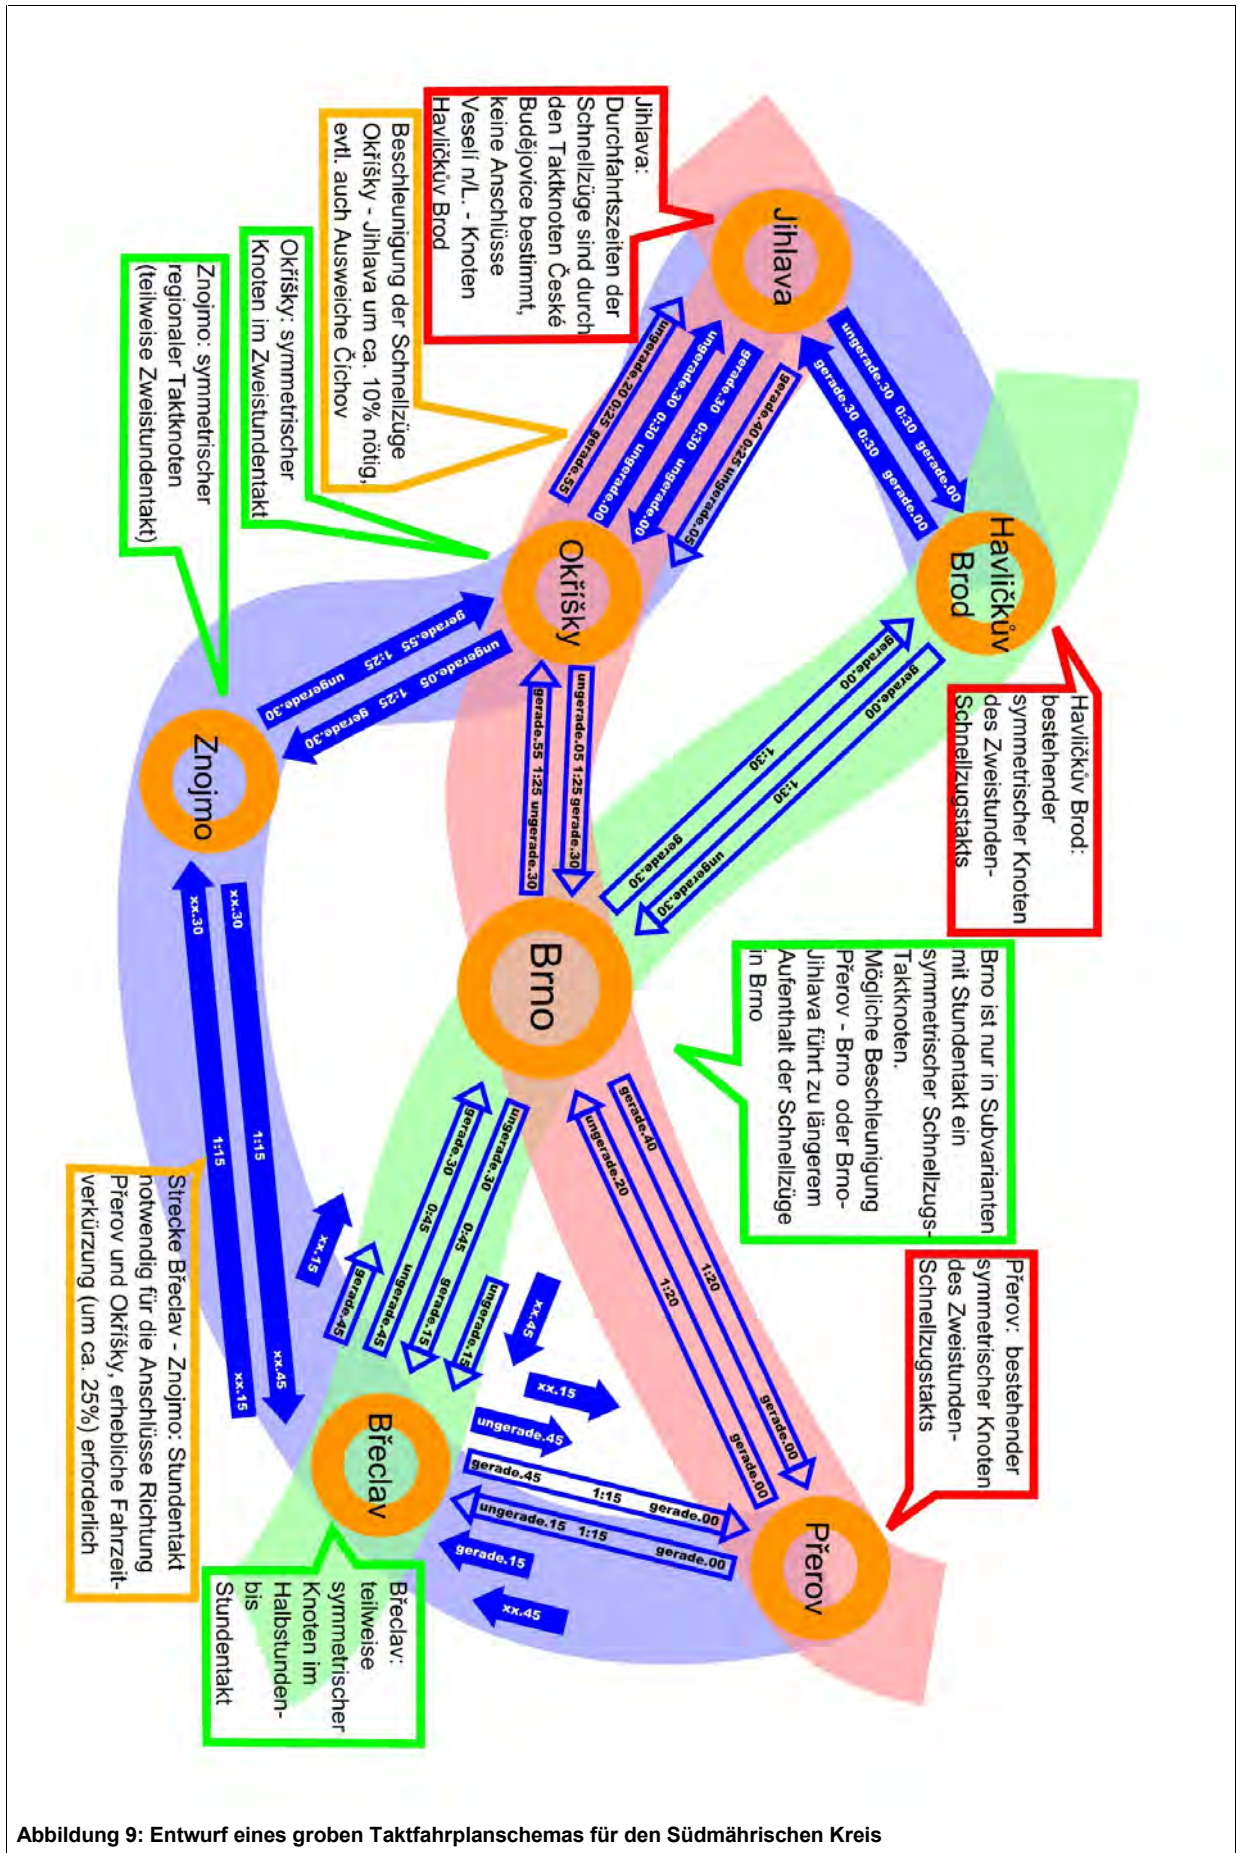 Jihlava:
Durchfahrtszeiten der
Schnellzüge sind durch
den Taktknoten České
Budějovice bestimmt,
keine Anschlüsse
Veselí n/L. - Knoten
Havlíčkův Brod
Beschleunigung der Schnellzüge
Okříšky - Jihlava um ca. 10% nötig,
evtl. auch Ausweiche Číchov
Okříšky: symmetrischer
Knoten im Zweistundentakt
Znojmo: symmetrischer
regionaler Taktknoten
(teilweise Zweistundentakt)
Jihlava
ungerade.30 0:30 gerade.00
gerade.30 0:30 gerade.00
Havlíčkův
Brod
gerade.40 0:25 ungerade.05
gerade.30 0:30 ungerade.00
ungerade.30 0:30 ungerade.00
ungerade.20 0:25 gerade.55
Okříšky
Havlíčkův Brod:
bestehender
symmetrischer Knoten
des Zweistunden-
Schnellzugstakts
gerade.00 1:30 ungerade.30
gerade.00 1:30 gerade.30
ungerade.05 1:25 gerade.30
gerade.55 1:25 ungerade.30
ungerade.05 1:25 gerade.30
gerade.55 1:25 ungerade.30
Znojmo
Brno
Brno ist nur in Subvarianten
mit Stundentakt ein
symmetrischer Schnellzugs-
Taktknoten.
Mögliche Beschleunigung
Přerov - Brno oder Brno-
Jihlava führt zu längerem
Aufenthalt der Schnellzüge
in Brno
xx.30 1:15 xx.45
xx.30 1:15 xx.15
gerade.40 1:20 gerade.00
ungerade.20 1:20 gerade.00
ungerade.30 0:45 gerade.15
gerade.30 0:45 ungerade.45
ungerade.15
gerade.45
xx.15
xx.45
xx.15
ungerade.45
gerade.45 1:15 gerade.00
ungerade.15 1:15 gerade.00
gerade.15
xx.45
Břeclav
Přerov
Přerov: bestehender
symmetrischer Knoten
des Zweistunden-
Schnellzugstakts
Strecke Břeclav - Znojmo: Stundentakt
notwendig für die Anschlüsse Richtung
Přerov und Okříšky, erhebliche Fahrzeit-
verkürzung (um ca. 25%) erforderlich
Břeclav:
teilweise
symmetrischer
Knoten im
Halbstunden-
bis
Stundentakt
Abbildung 9: Entwurf eines groben Taktfahrplanschemas für den Südmährischen Kreis